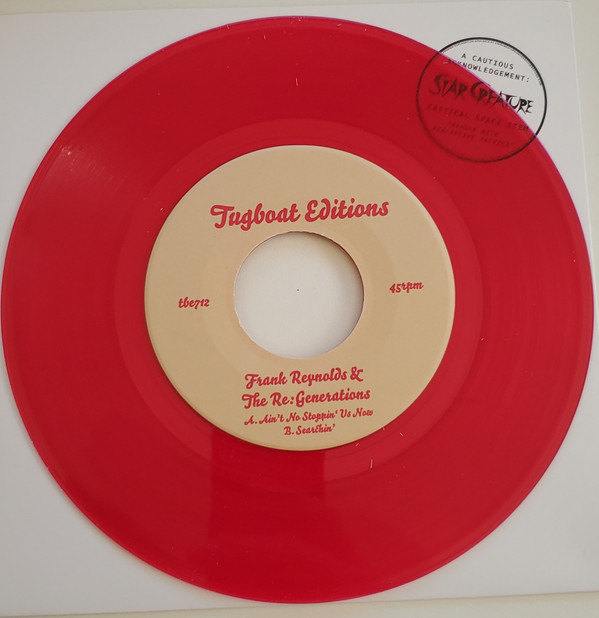 A CAUTIOUS
ACKNOWLEDGEMENT:
STAR CREATURE
Tugboat Editions
tbe712
45rpm
Frank Reynolds &
The Re:Generations
A. Ain't No Stoppin' Us Now
B. Searchin'